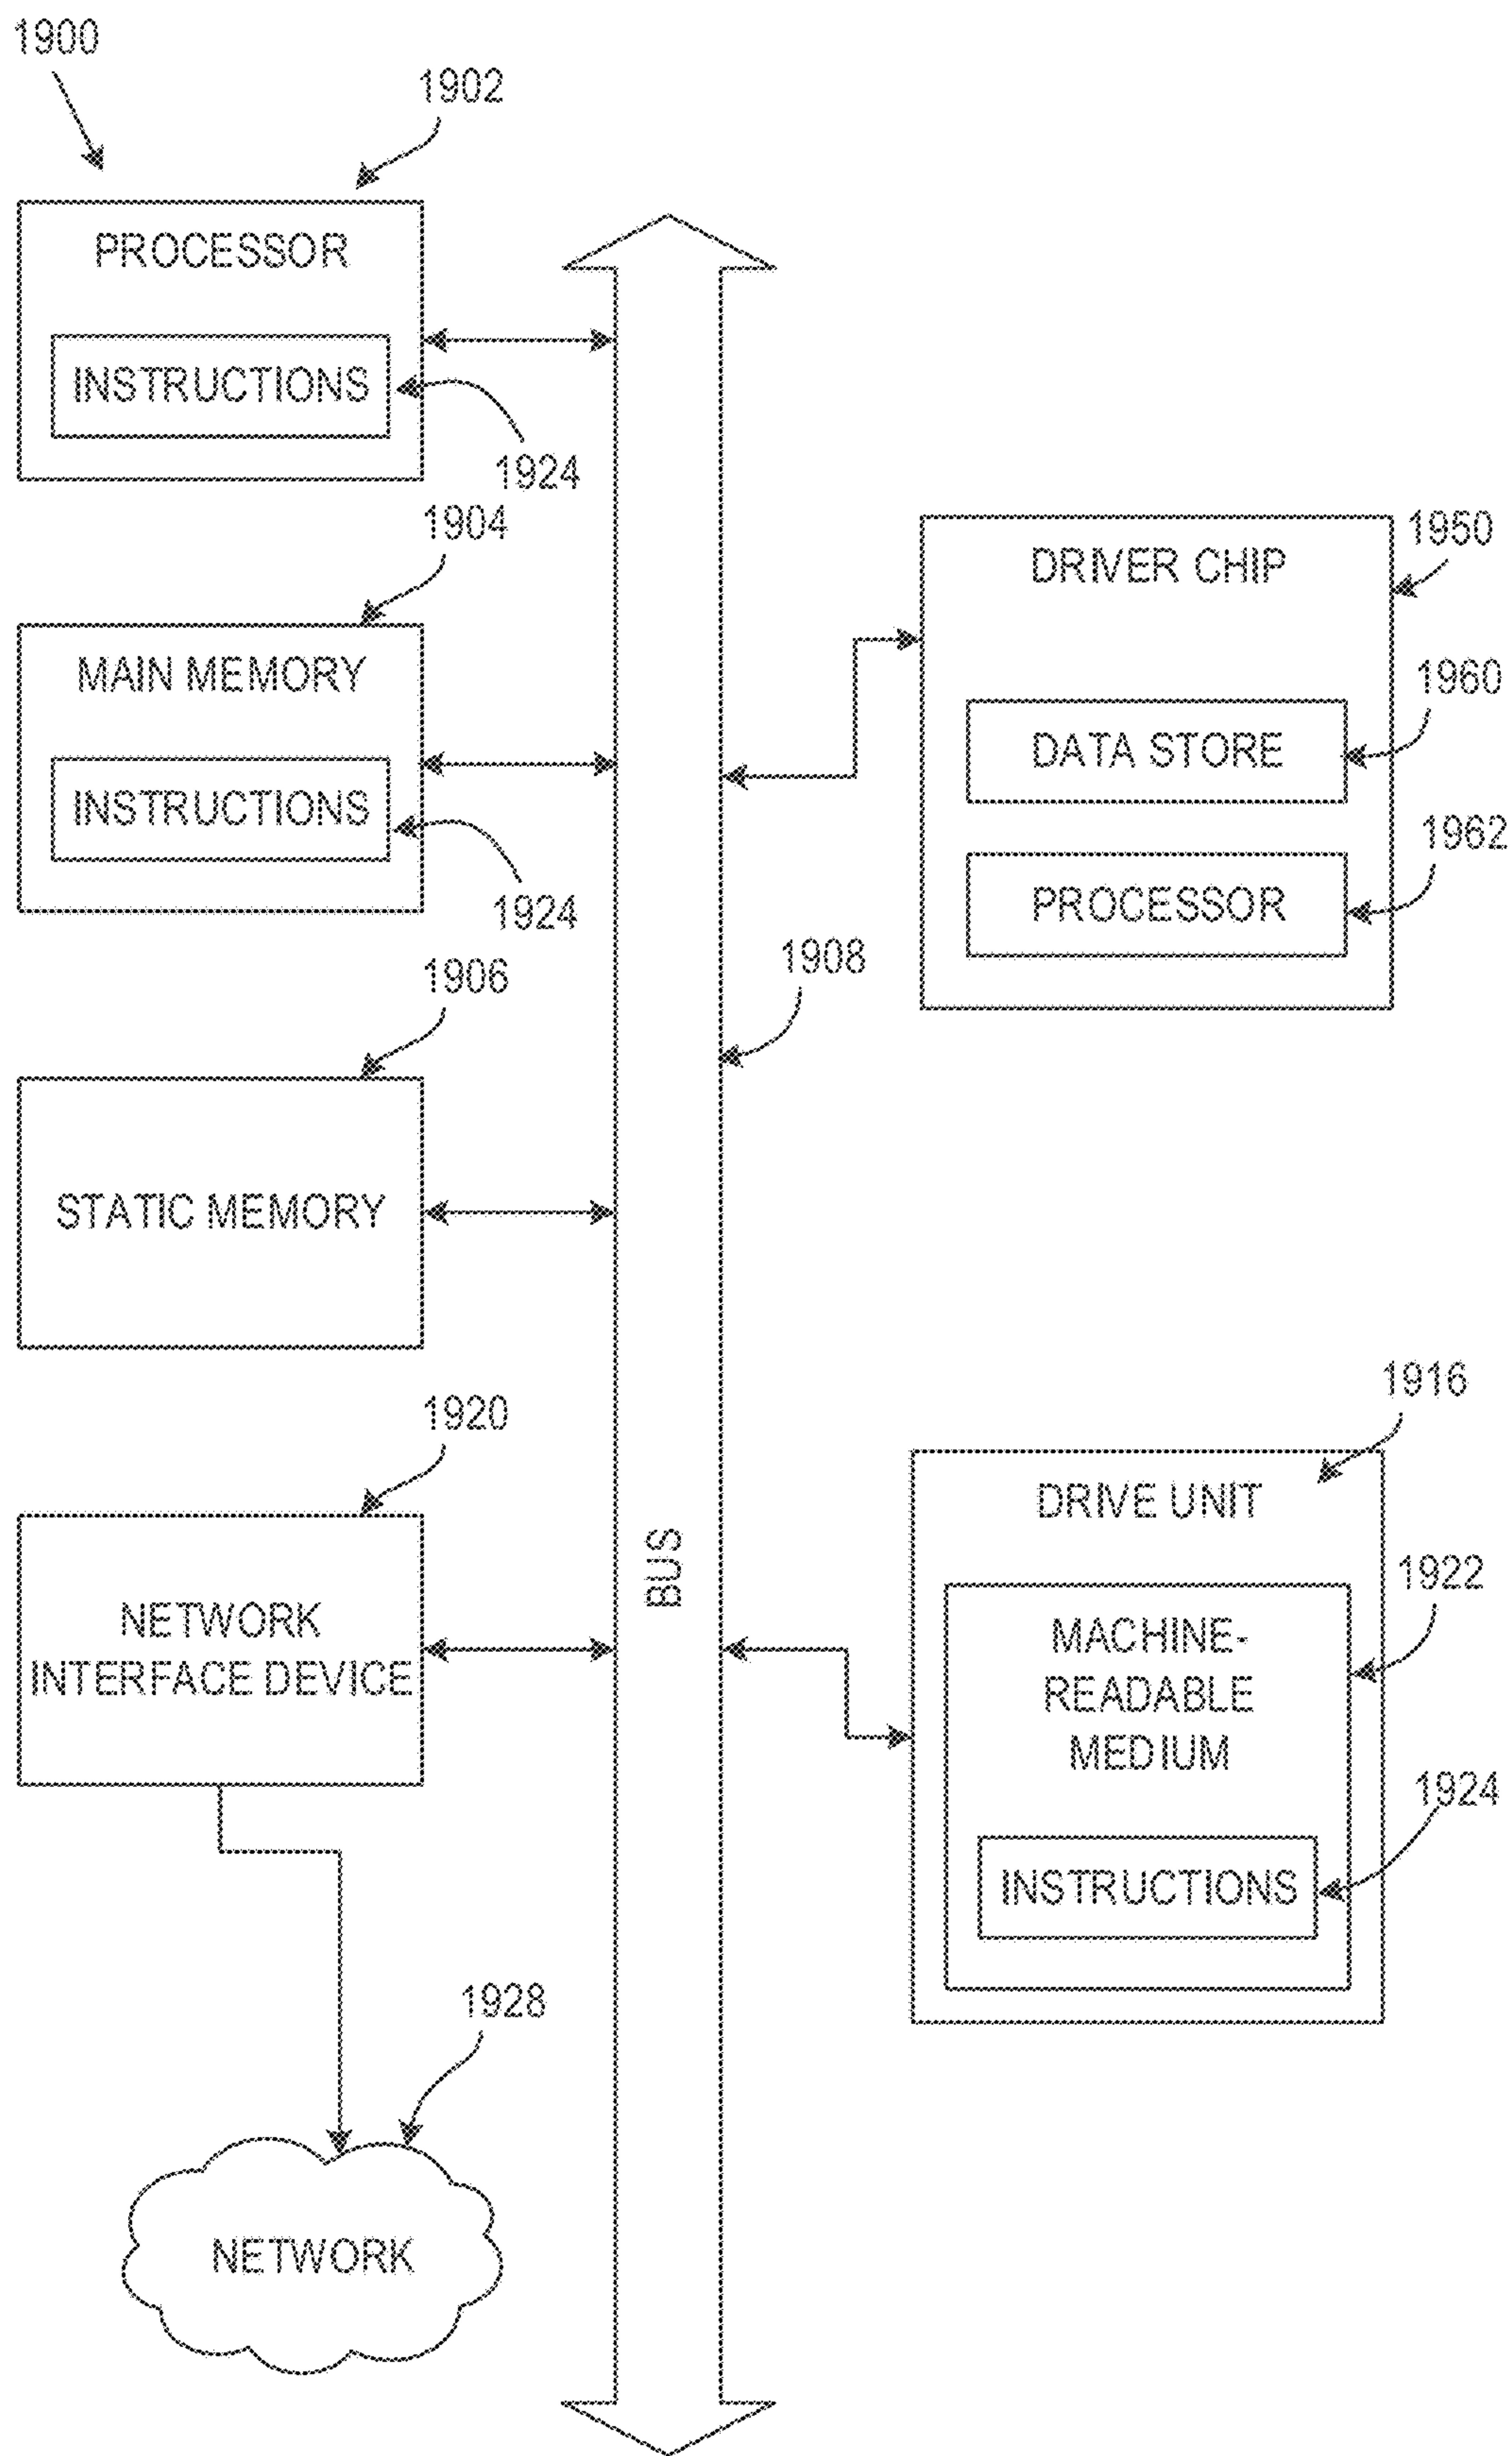 1900
1902
PROCESSOR
INSTRUCTIONS
1924
1904
MAIN MEMORY
INSTRUCTIONS
1924
1906
STATIC MEMORY
1920
NETWORK
INTERFACE DEVICE
1928
NETWORK
BUS
1908
1950
DRIVER CHIP
1960
DATA STORE
1962
PROCESSOR
1916
DRIVE UNIT
1922
MACHINE-
READABLE
MEDIUM
1924
INSTRUCTIONS